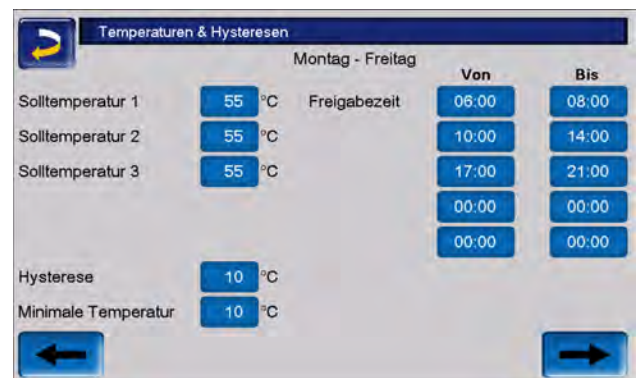 Temperaturen & Hysteresen
Montag - Freitag
Von Bis
Solltemperatur 1 55 °C Freigabezeit 06:00 08:00
Solltemperatur 2 55 °C 10:00 14:00
Solltemperatur 3 55 °C 17:00 21:00
00:00 00:00
00:00 00:00
Hysterese 10 °C
Minimale Temperatur 10 °C